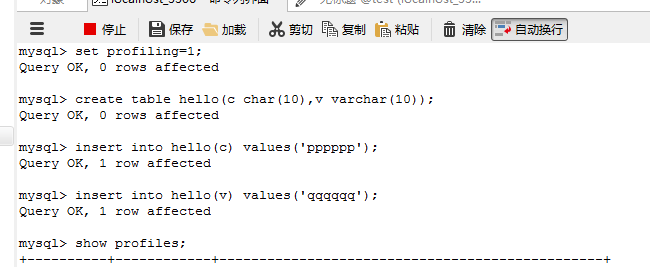 对象
localhost_3306
命令列界面
无标题 @test (localhost_33...
停止 保存 加载 剪切 复制 粘贴 清除 自动换行
mysql> set profiling=1;
Query OK, 0 rows affected
mysql> create table hello(c char(10),v varchar(10));
Query OK, 0 rows affected
mysql> insert into hello(c) values('pppppp');
Query OK, 1 row affected
mysql> insert into hello(v) values('qqqqqq');
Query OK, 1 row affected
mysql> show profiles;
+----------+------------+------------------------------------------------+